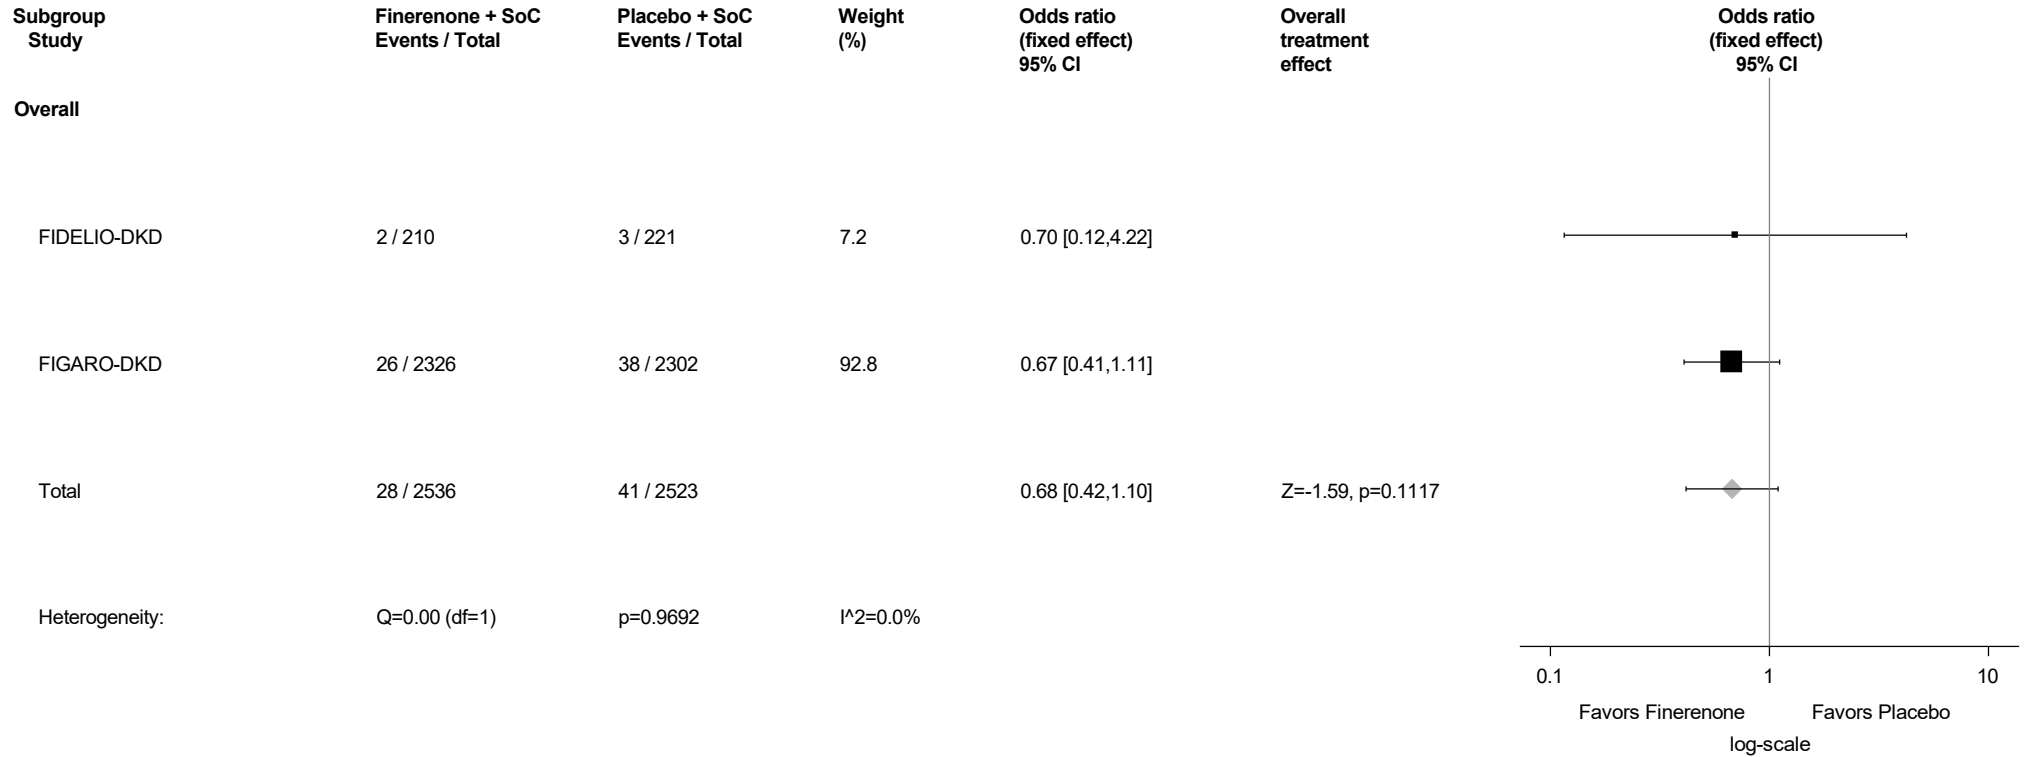 Subgroup Finerenone + SoC Placebo + SoC Weight Odds ratio Overall Odds ratio
Study Events / Total Events / Total (%) (fixed effect) treatment (fixed effect)
95% CI effect 95% CI
Overall
FIDELIO-DKD 2 / 210 3 / 221 7.2 0.70 [0.12,4.22]
FIGARO-DKD 26 / 2326 38 / 2302 92.8 0.67 [0.41,1.11]
Total 28 / 2536 41 / 2523 0.68 [0.42,1.10] Z=-1.59, p=0.1117
Heterogeneity: Q=0.00 (df=1) p=0.9692 I^2=0.0%
0.1 1 10
Favors Finerenone Favors Placebo
log-scale